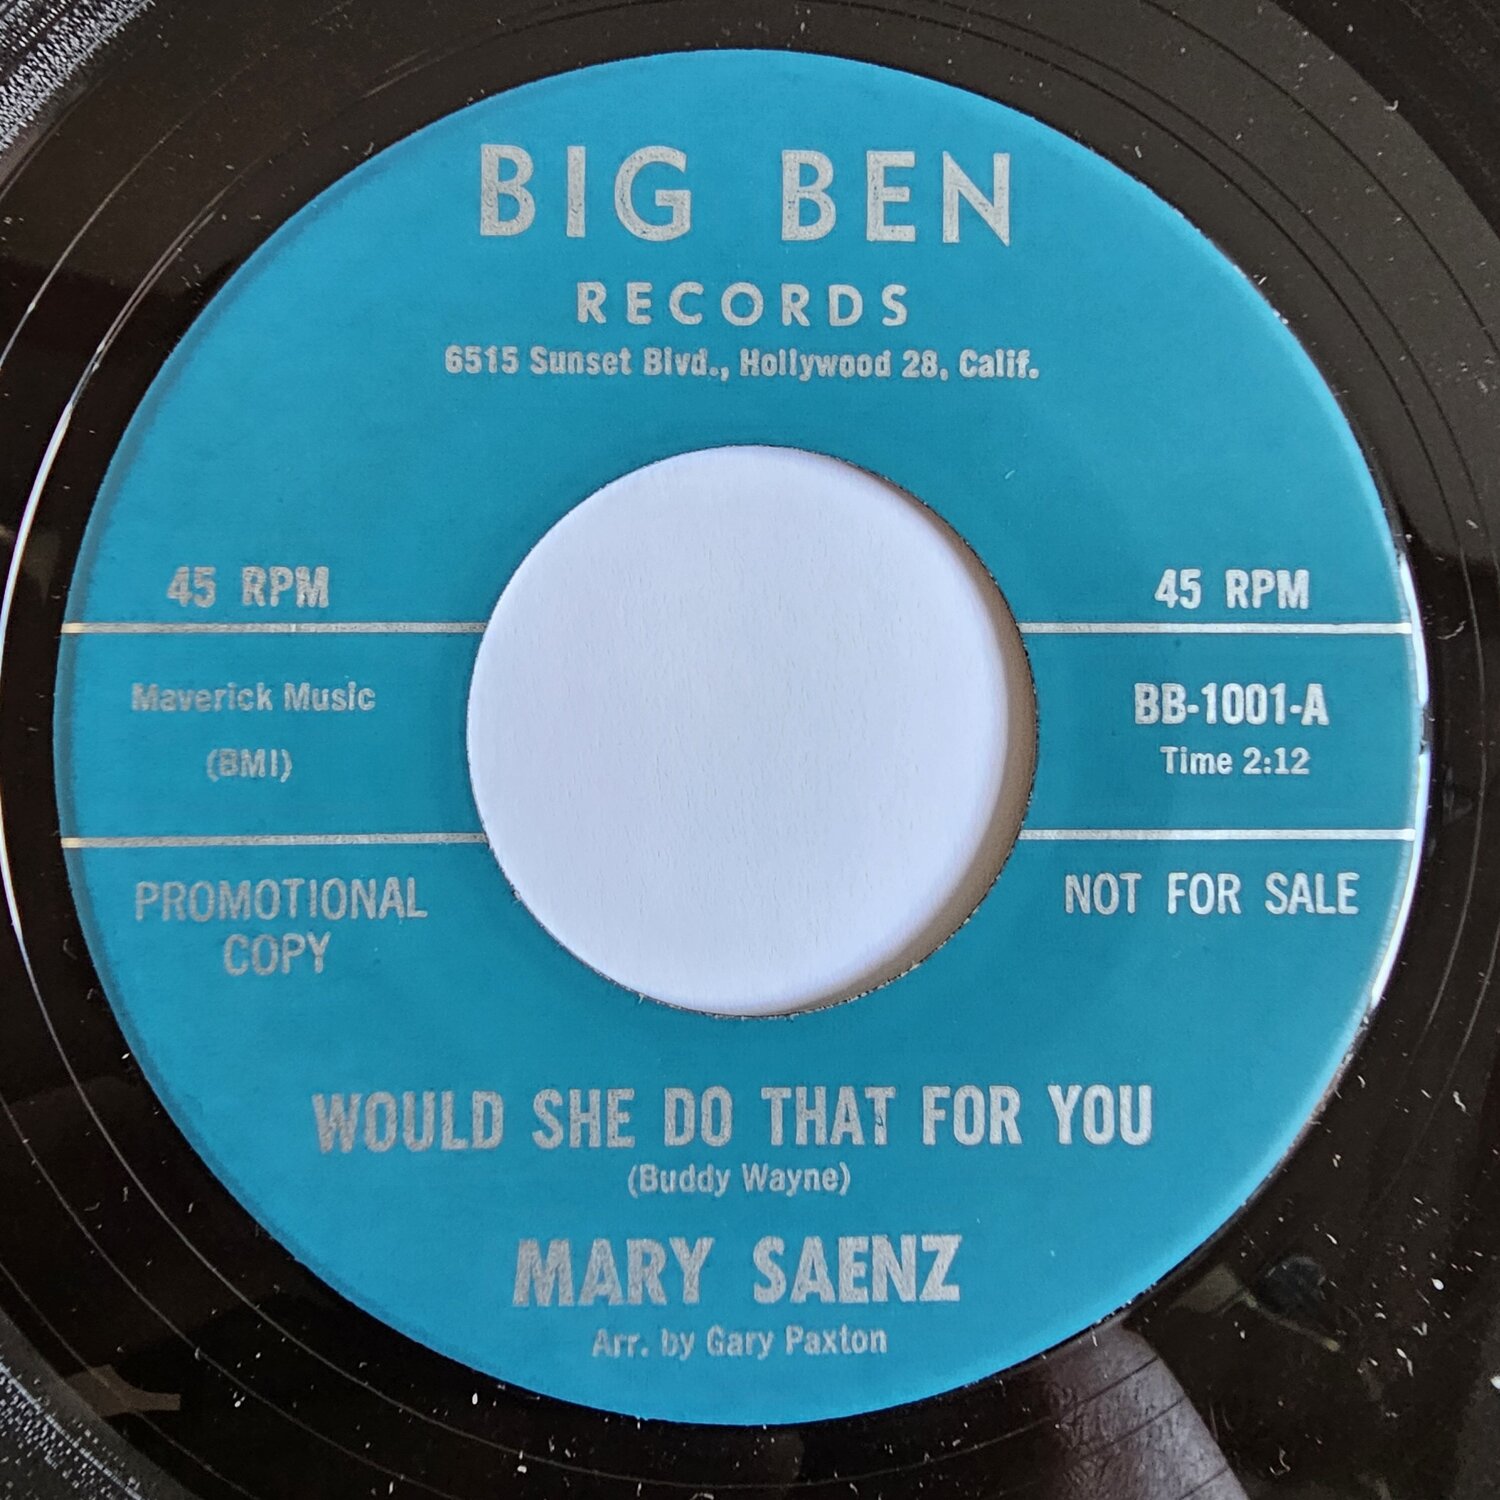 BIG BEN
RECORDS
6515 Sunset Blvd., Hollywood 28, Calif.
45 RPM
45 RPM
Maverick Music
(BMI)
BB-1001-A
Time 2:12
PROMOTIONAL
COPY
NOT FOR SALE
WOULD SHE DO THAT FOR YOU
(Buddy Wayne)
MARY SAENZ
Arr. by Gary Paxton